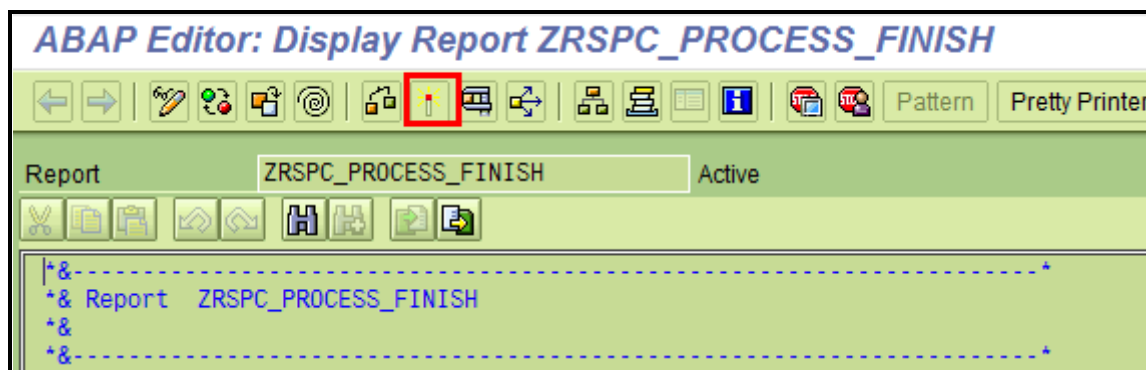 ABAP Editor: Display Report ZRSPC_PROCESS_FINISH
Pattern Pretty Printer
Report ZRSPC_PROCESS_FINISH Active
*&---------------------------------------------------------------------*
*& Report ZRSPC_PROCESS_FINISH
*&
*&---------------------------------------------------------------------*